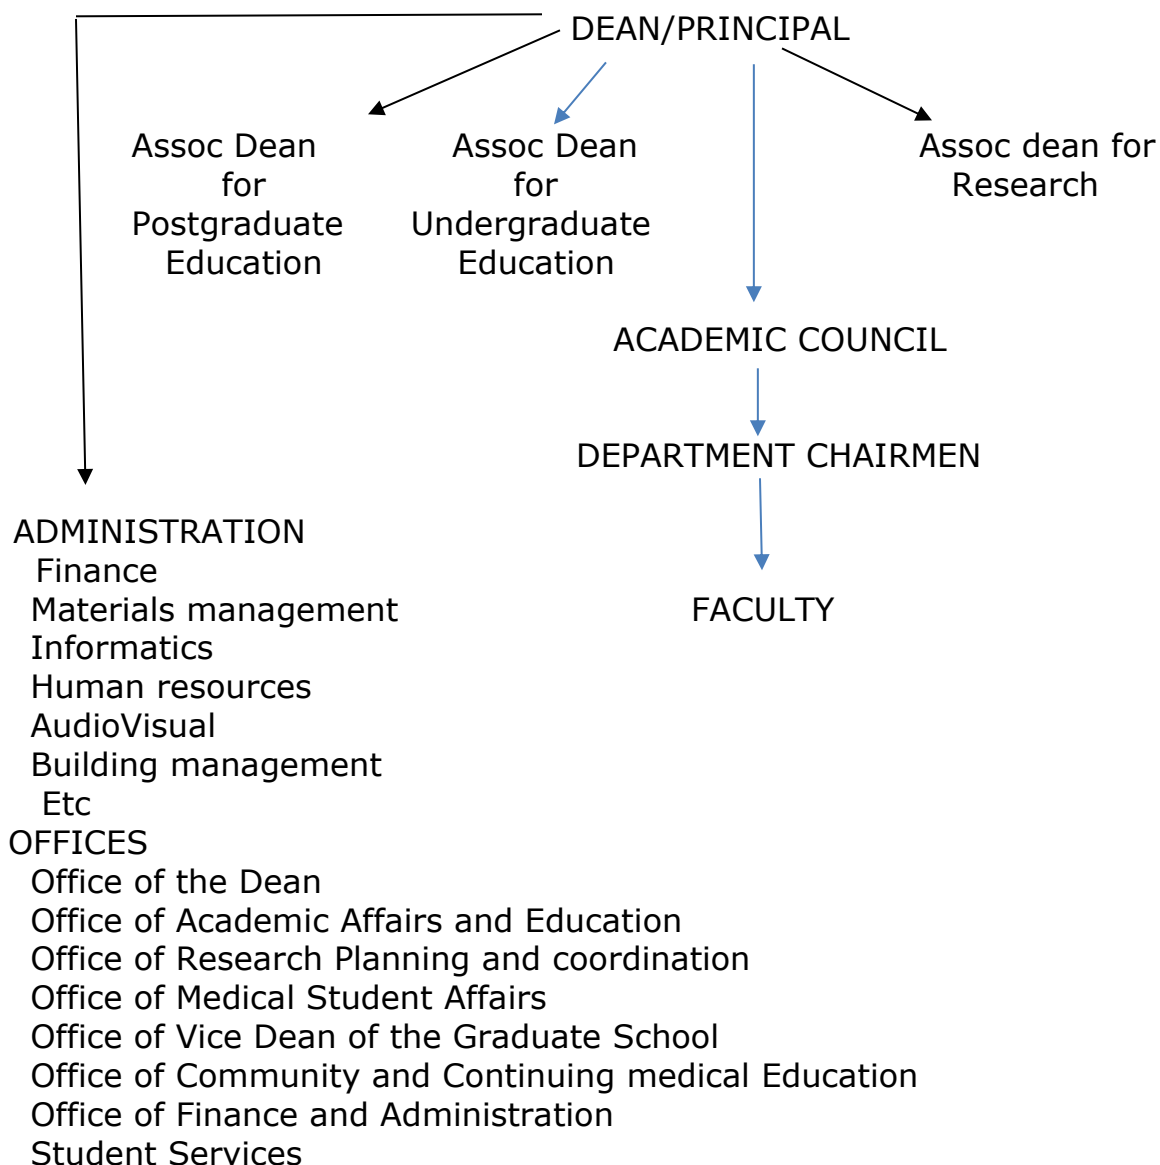 DEAN/PRINCIPAL
Assoc Dean
for
Postgraduate
Education
Assoc Dean
for
Undergraduate
Education
Assoc dean for
Research
ACADEMIC COUNCIL
DEPARTMENT CHAIRMEN
FACULTY
ADMINISTRATION
Finance
Materials management
Informatics
Human resources
AudioVisual
Building management
Etc
OFFICES
Office of the Dean
Office of Academic Affairs and Education
Office of Research Planning and coordination
Office of Medical Student Affairs
Office of Vice Dean of the Graduate School
Office of Community and Continuing medical Education
Office of Finance and Administration
Student Services